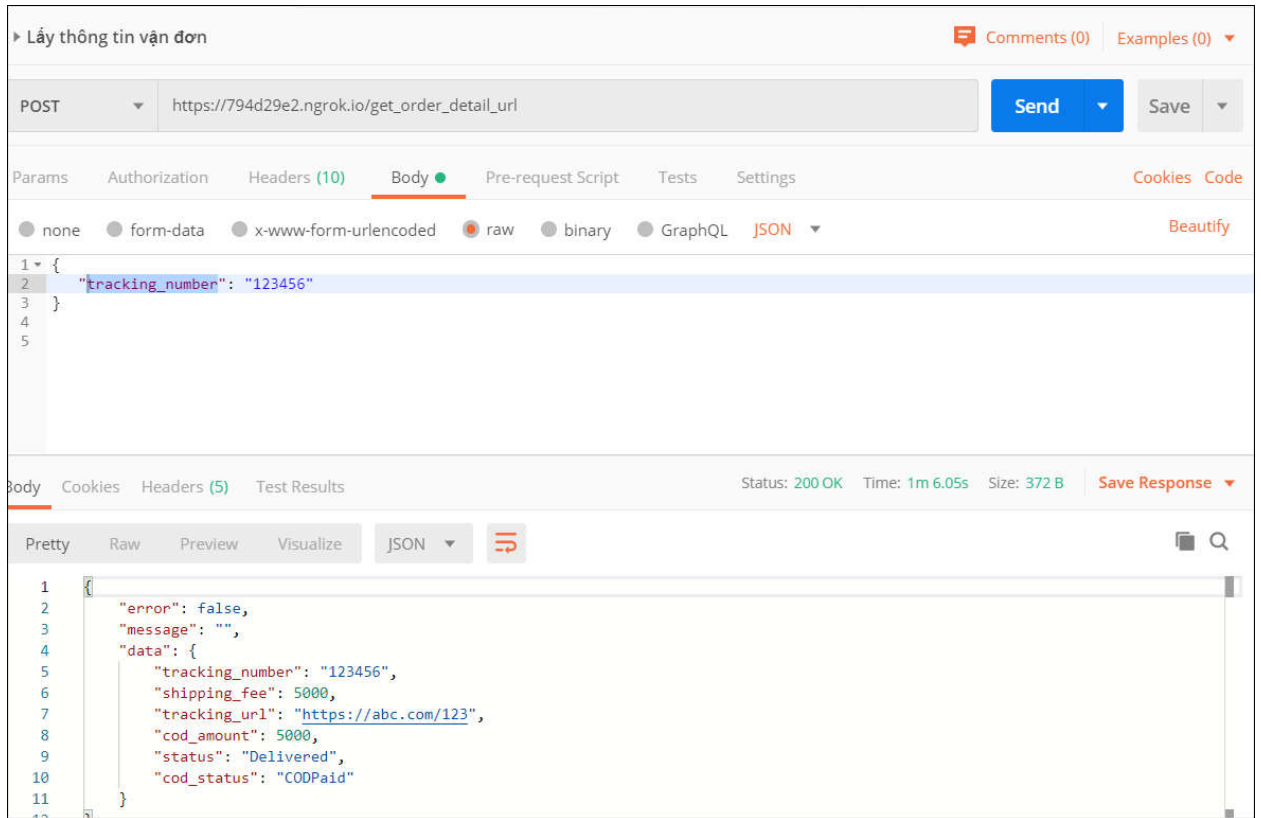 Lấy thông tin vận đơn Comments (0) Examples (0)
POST https://794d29e2.ngrok.io/get_order_detail_url Send Save
Params Authorization Headers (10) Body Pre-request Script Tests Settings Cookies Code
none form-data x-www-form-urlencoded raw binary GraphQL JSON Beautify
1 {
2 "tracking_number": "123456"
3 }
4
5
Body Cookies Headers (5) Test Results Status: 200 OK Time: 1m 6.05s Size: 372 B Save Response
Pretty Raw Preview Visualize JSON
1 {
2 "error": false,
3 "message": "",
4 "data": {
5 "tracking_number": "123456",
6 "shipping_fee": 5000,
7 "tracking_url": "https://abc.com/123",
8 "cod_amount": 5000,
9 "status": "Delivered",
10 "cod_status": "CODPaid"
11 }
12 }